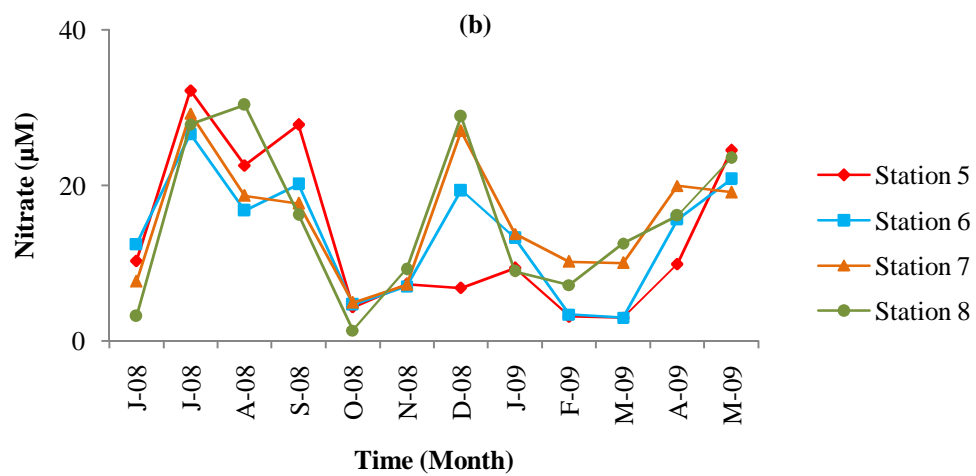 (b)
40
20
0
Nitrate (µM)
J-08
J-08
A-08
S-08
O-08
N-08
D-08
J-09
F-09
M-09
A-09
M-09
Time (Month)
Station 5
Station 6
Station 7
Station 8